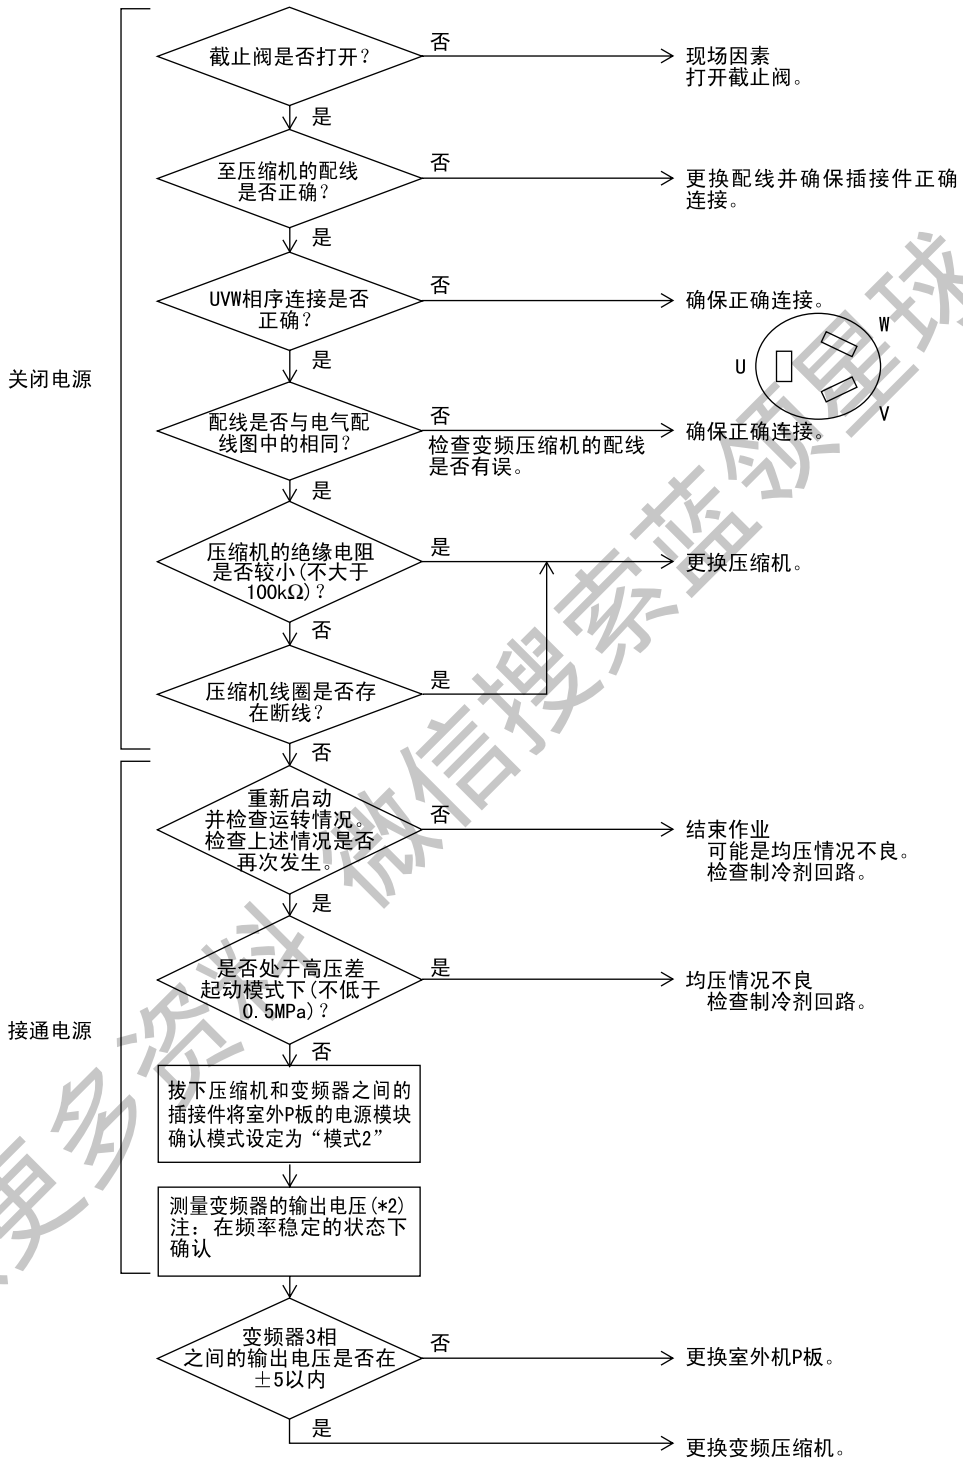 截止阀是否打开？
否
现场因素
打开截止阀。
是
至压缩机的配线
是否正确？
否
更换配线并确保插接件正确
连接。
是
UVW相序连接是否
正确？
否
确保正确连接。
W
U
V
是
关闭电源
配线是否与电气配
线图中的相同？
否
检查变频压缩机的配线
是否有误。
确保正确连接。
是
压缩机的绝缘电阻
是否较小(不大于
100kΩ)？
是
更换压缩机。
否
压缩机线圈是否存
在断线？
是
否
重新启动
并检查运转情况。
检查上述情况是否
再次发生。
否
结束作业
可能是均压情况不良。
检查制冷剂回路。
是
是否处于高压差
起动模式下(不低于
0.5MPa)？
是
均压情况不良
检查制冷剂回路。
接通电源
否
拔下压缩机和变频器之间的
插接件将室外P板的电源模块
确认模式设定为“模式2”
测量变频器的输出电压(*2)
注：在频率稳定的状态下
确认
变频器3相
之间的输出电压是否在
±5以内
否
更换室外机P板。
是
更换变频压缩机。
更多资料 微信搜索蓝领星球